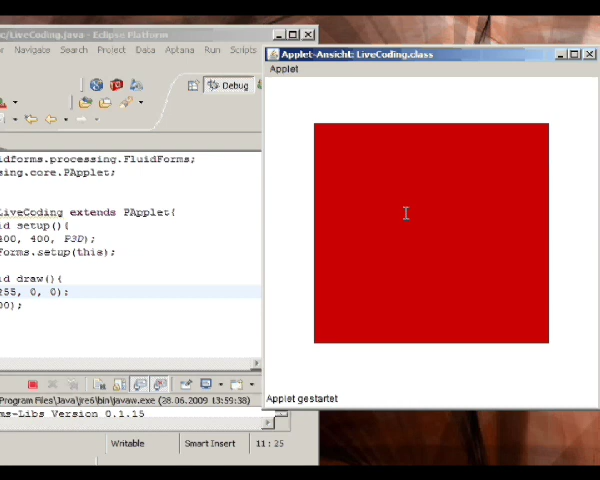 c/LiveCoding.java - Eclipse Platform
Navigate Search Project Data Aptana Run Scripts
Debug
idforms.processing.FluidForms;
sing.core.PApplet;
LiveCoding extends PApplet{
d setup(){
400, 400, P3D);
Forms.setup(this);
id draw(){
255, 0, 0);
00);
Program Files\Java\jre6\bin\javaw.exe (28.06.2009 13:59:38)
ms-Libs Version 0.1.15
Writable Smart Insert 11 : 25
Applet-Ansicht: LiveCoding.class
Applet
Applet gestartet